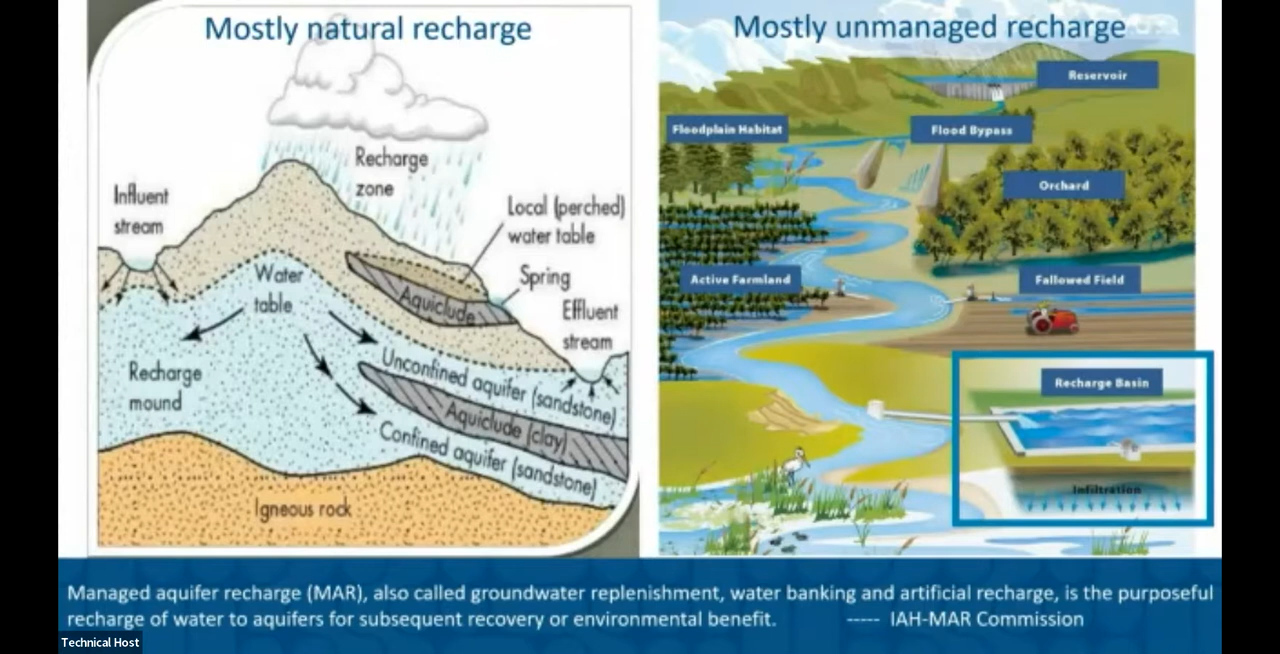 Mostly natural recharge
Recharge
zone
Influent
stream
Local (perched)
water table
Spring
Effluent
stream
Water
table
Aquiclude
Recharge
mound
Unconfined aquifer (sandstone)
Aquiclude (clay)
Confined aquifer (sandstone)
Igneous rock
Mostly unmanaged recharge
Reservoir
Floodplain Habitat
Flood Bypass
Orchard
Active Farmland
Fallowed Field
Recharge Basin
Infiltration
Managed aquifer recharge (MAR), also called groundwater replenishment, water banking and artificial recharge, is the purposeful
recharge of water to aquifers for subsequent recovery or environmental benefit. ----- IAH-MAR Commission
Technical Host